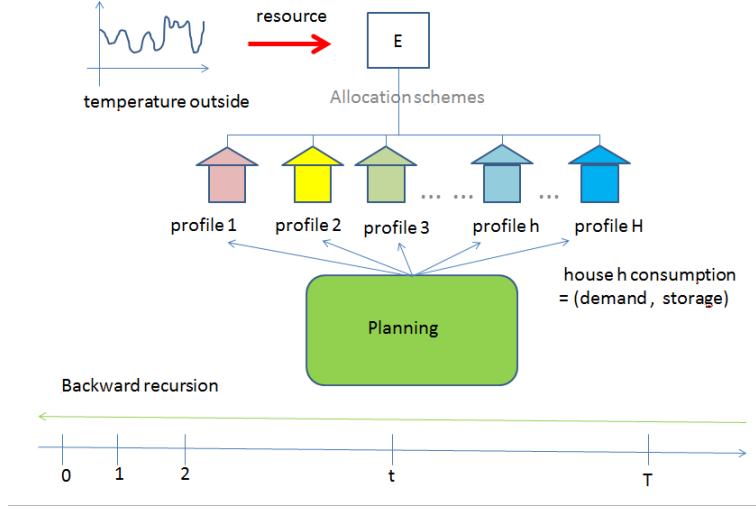 resource
E
temperature outside
Allocation schemes
... ... ...
profile 1 profile 2 profile 3 profile h profile H
house h consumption
= (demand , storage)
Planning
Backward recursion
0 1 2 t T